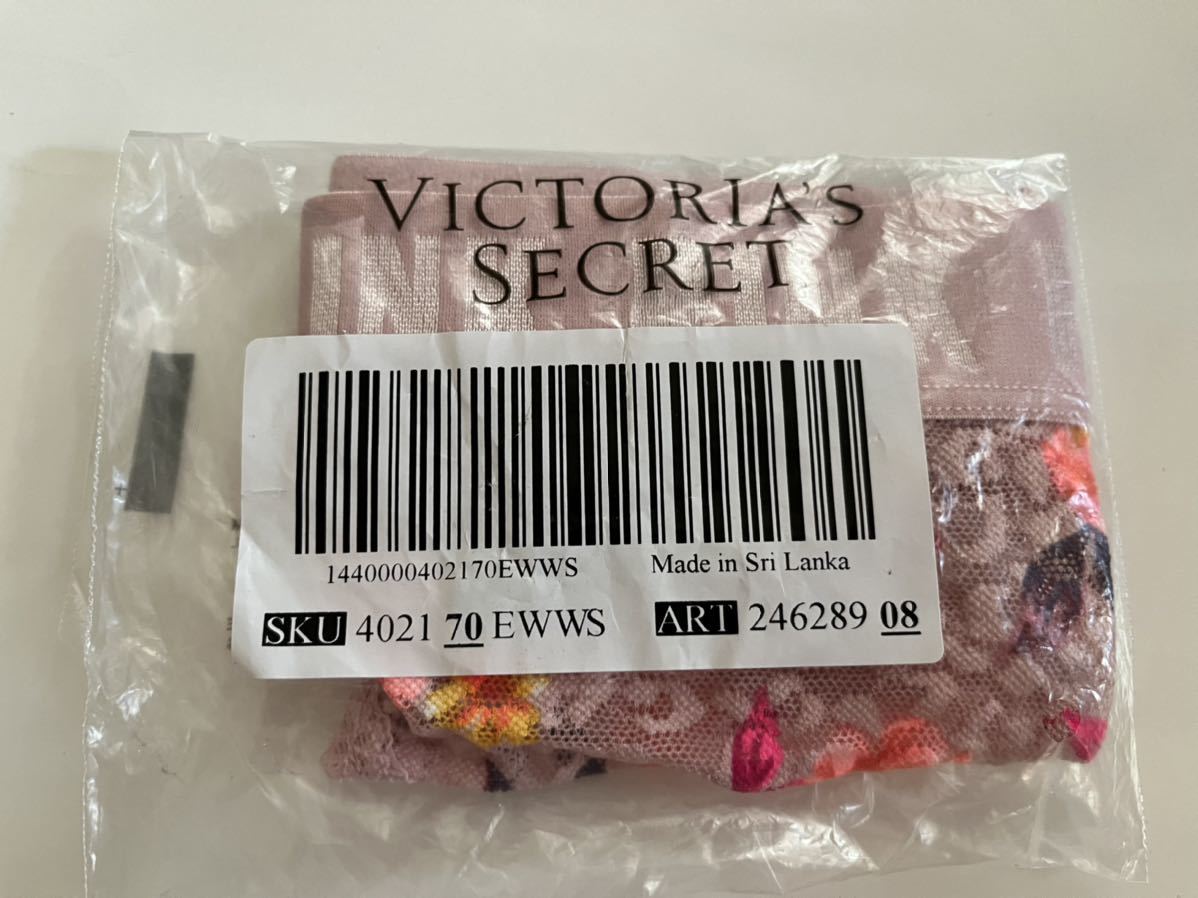 VICTORIA'S
SECRET
1440000402170EWWS
Made in Sri Lanka
SKU 4021 70 EWWS
ART 246289 08